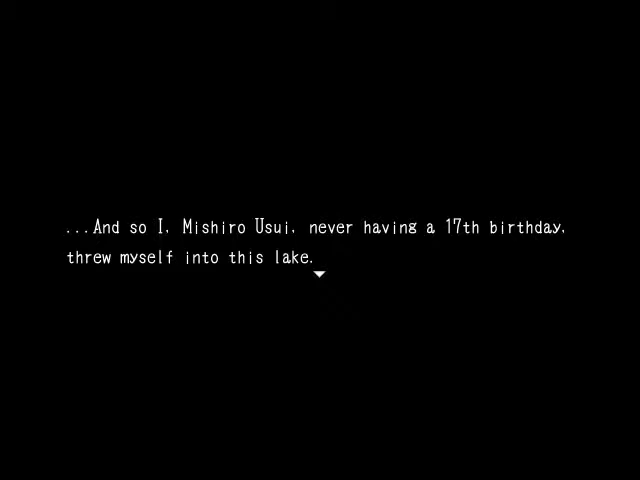 ...And so I, Mishiro Usui, never having a 17th birthday,
threw myself into this lake.